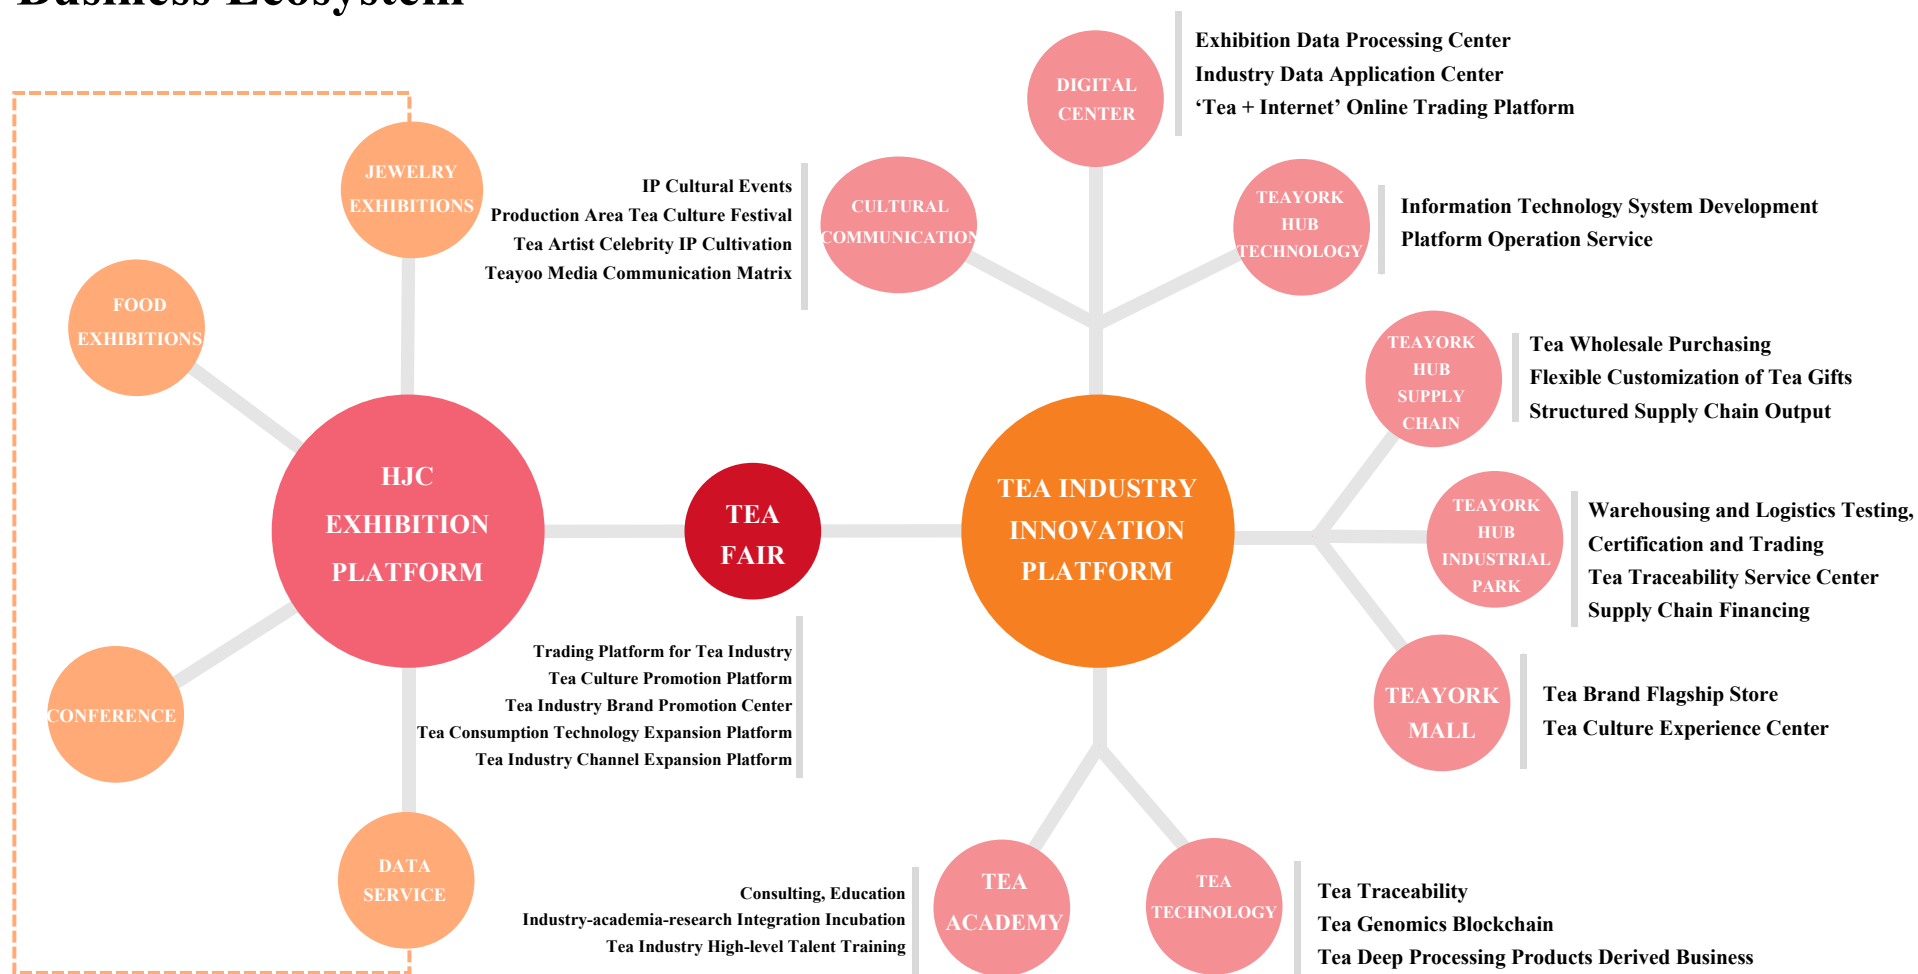 Business Ecosystem
JEWELRY
EXHIBITIONS
FOOD
EXHIBITIONS
HJC
EXHIBITION
PLATFORM
CONFERENCE
DATA
SERVICE
TEA
FAIR
Trading Platform for Tea Industry
Tea Culture Promotion Platform
Tea Industry Brand Promotion Center
Tea Consumption Technology Expansion Platform
Tea Industry Channel Expansion Platform
TEA INDUSTRY
INNOVATION
PLATFORM
IP Cultural Events
Production Area Tea Culture Festival
Tea Artist Celebrity IP Cultivation
Teayoo Media Communication Matrix
CULTURAL
COMMUNICATION
DIGITAL
CENTER
Exhibition Data Processing Center
Industry Data Application Center
‘Tea + Internet’ Online Trading Platform
TEAYORK
HUB
TECHNOLOGY
Information Technology System Development
Platform Operation Service
TEAYORK
HUB
SUPPLY
CHAIN
Tea Wholesale Purchasing
Flexible Customization of Tea Gifts
Structured Supply Chain Output
TEAYORK
HUB
INDUSTRIAL
PARK
Warehousing and Logistics Testing,
Certification and Trading
Tea Traceability Service Center
Supply Chain Financing
TEAYORK
MALL
Tea Brand Flagship Store
Tea Culture Experience Center
Consulting, Education
Industry-academia-research Integration Incubation
Tea Industry High-level Talent Training
TEA
ACADEMY
TEA
TECHNOLOGY
Tea Traceability
Tea Genomics Blockchain
Tea Deep Processing Products Derived Business